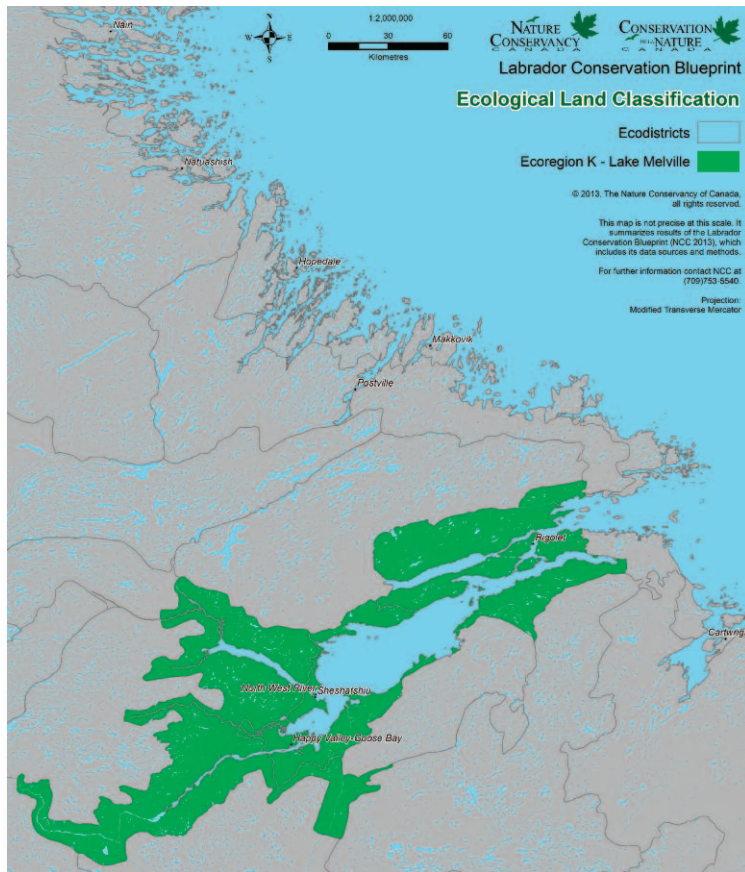 Nain
N
W E
S
1:2,000,000
0 30 60
Kilometres
NATURE
CONSERVANCY
CANADA
CONSERVATION
DE LA NATURE
CANADA
Labrador Conservation Blueprint
Ecological Land Classification
Ecodistricts
Ecoregion K - Lake Melville
© 2013. The Nature Conservancy of Canada,
all rights reserved.
This map is not precise at this scale. It
summarizes results of the Labrador
Conservation Blueprint (NCC 2013), which
includes its data sources and methods.
For further information contact NCC at
(709)753-5540.
Projection:
Modified Transverse Mercator
Natuashish
Hopedale
Makkovik
Postville
Rigolet
Cartwrig
North West River
Sheshatshiu
Happy Valley-Goose Bay